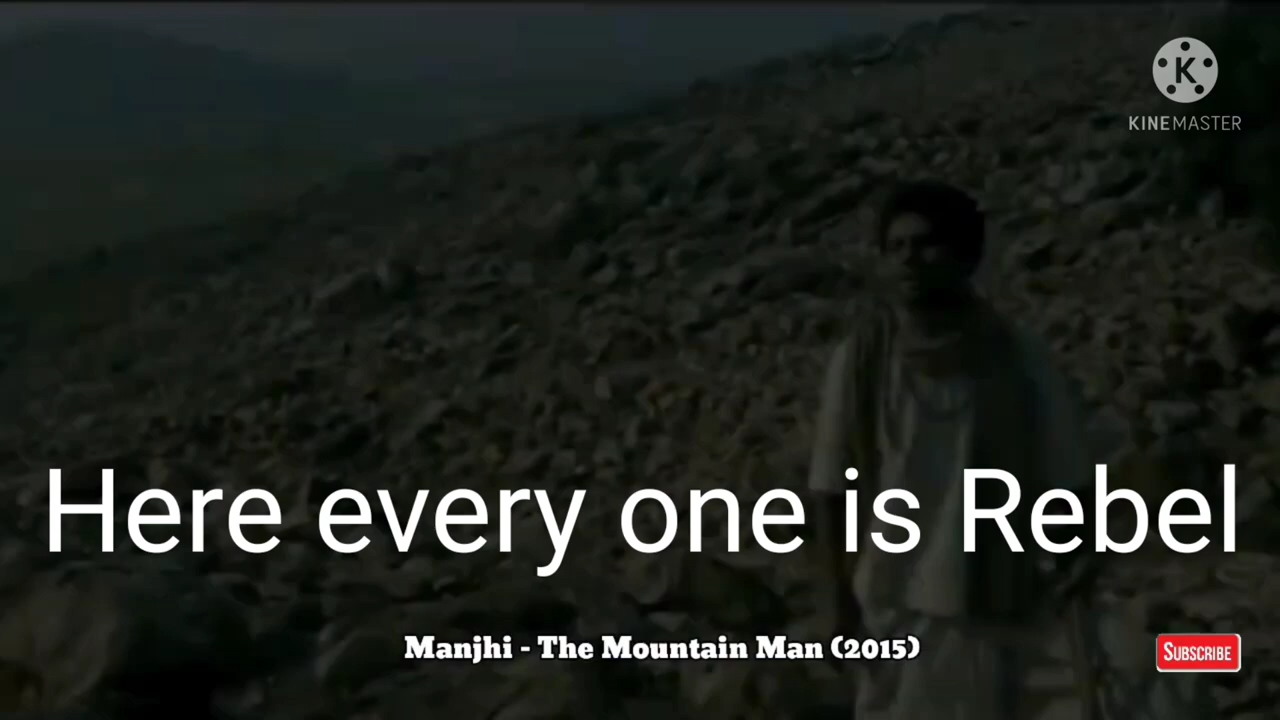 K
KINEMASTER
Here every one is Rebel
Manjhi - The Mountain Man (2015)
SUBSCRIBE